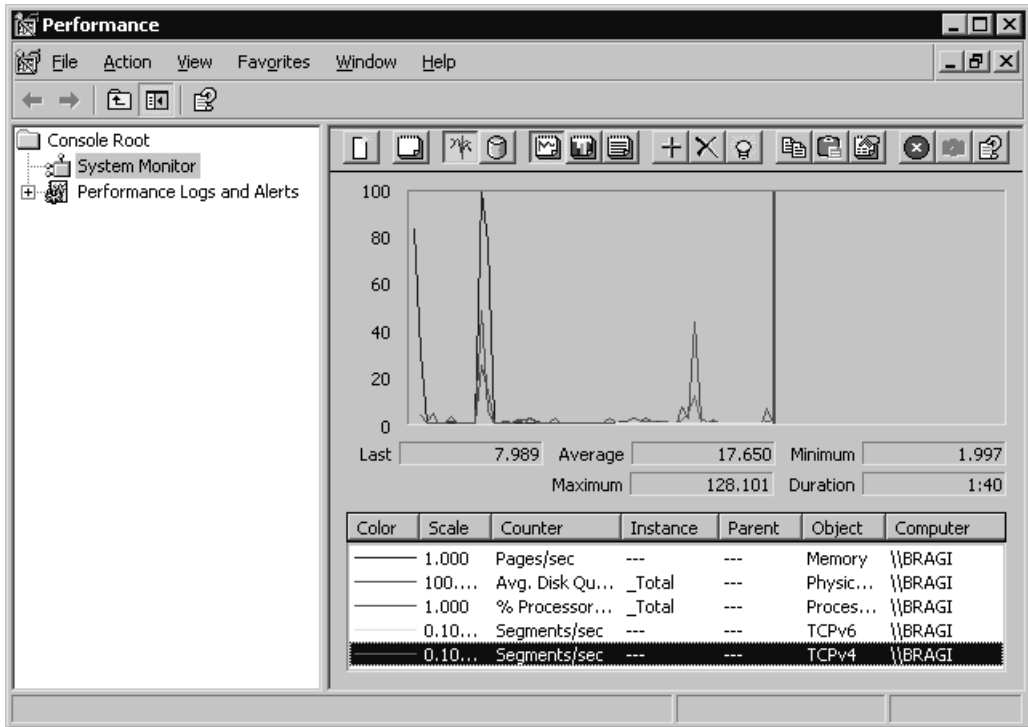 Performance
File Action View Favorites Window Help
Console Root
System Monitor
Performance Logs and Alerts
100
80
60
40
20
0
Last 7.989 Average 17.650 Minimum 1.997
Maximum 128.101 Duration 1:40
Color Scale Counter Instance Parent Object Computer
1.000 Pages/sec --- --- Memory \\BRAGI
100.... Avg. Disk Qu... _Total --- Physic... \\BRAGI
1.000 % Processor... _Total --- Proces... \\BRAGI
0.10... Segments/sec --- --- TCPv6 \\BRAGI
0.10... Segments/sec --- --- TCPv4 \\BRAGI